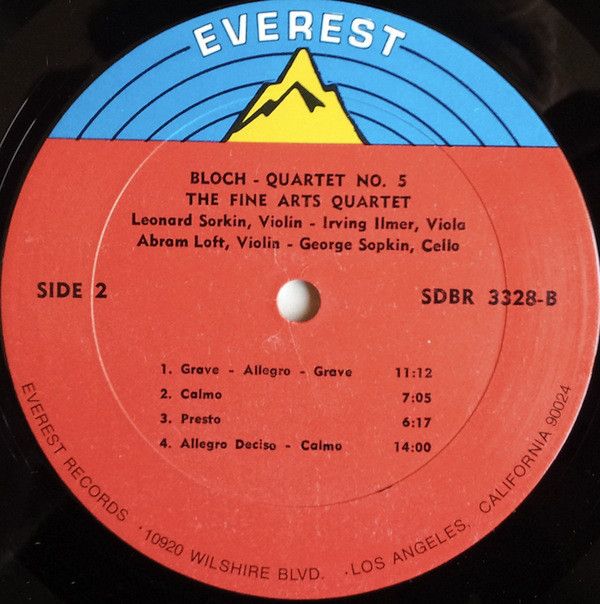 EVEREST
BLOCH - QUARTET NO. 5
THE FINE ARTS QUARTET
Leonard Sorkin, Violin - Irving Ilmer, Viola
Abram Loft, Violin - George Sopkin, Cello
SIDE 2
SDBR 3328-B
1. Grave - Allegro - Grave 11:12
2. Calmo 7:05
3. Presto 6:17
4. Allegro Deciso - Calmo 14:00
EVEREST RECORDS · 10920 WILSHIRE BLVD. · LOS ANGELES, CALIFORNIA 90024